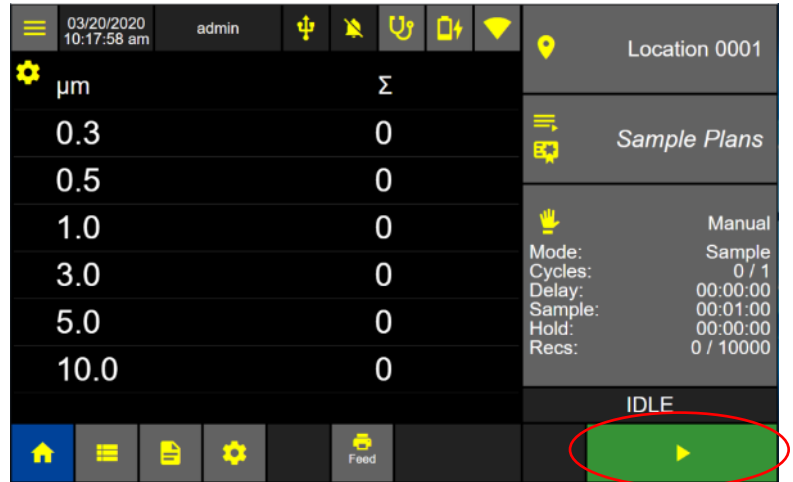 03/20/2020
10:17:58 am
admin
Location 0001
µm Σ
0.3 0
0.5 0
1.0 0
3.0 0
5.0 0
10.0 0
Sample Plans
Manual
Mode: Sample
Cycles: 0 / 1
Delay: 00:00:00
Sample: 00:01:00
Hold: 00:00:00
Recs: 0 / 10000
IDLE
Feed